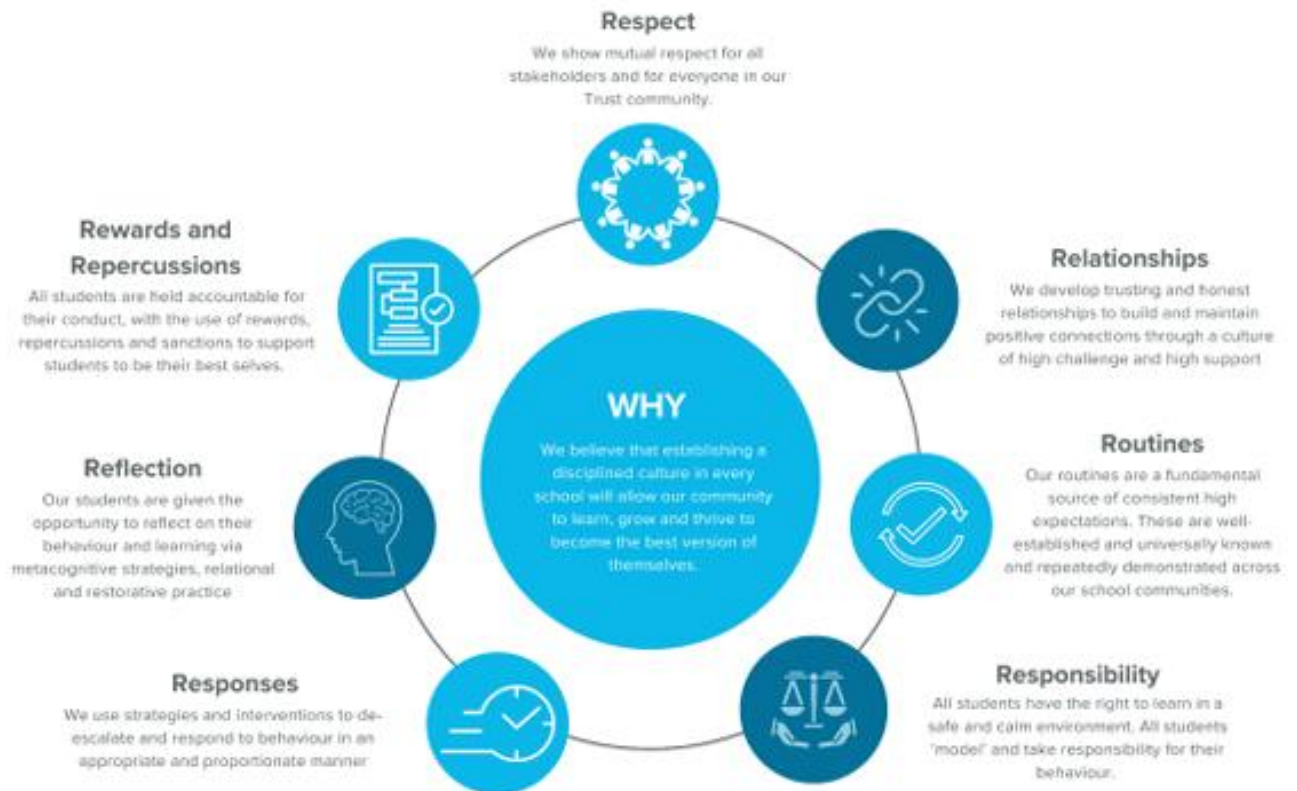 Respect
We show mutual respect for all
stakeholders and for everyone in our
Trust community.
Relationships
We develop trusting and honest
relationships to build and maintain
positive connections through a culture
of high challenge and high support
Routines
Our routines are a fundamental
source of consistent high
expectations. These are well-
established and universally known
and repeatedly demonstrated across
our school communities.
Responsibility
All students have the right to learn in a
safe and calm environment. All students
'model' and take responsibility for their
behaviour.
Responses
We use strategies and interventions to de-
escalate and respond to behaviour in an
appropriate and proportionate manner
Reflection
Our students are given the
opportunity to reflect on their
behaviour and learning via
metacognitive strategies, relational
and restorative practice
Rewards and
Repercussions
All students are held accountable for
their conduct, with the use of rewards,
repercussions and sanctions to support
students to be their best selves.
WHY
We believe that establishing a
disciplined culture in every
school will allow our community
to learn, grow and thrive to
become the best version of
themselves.